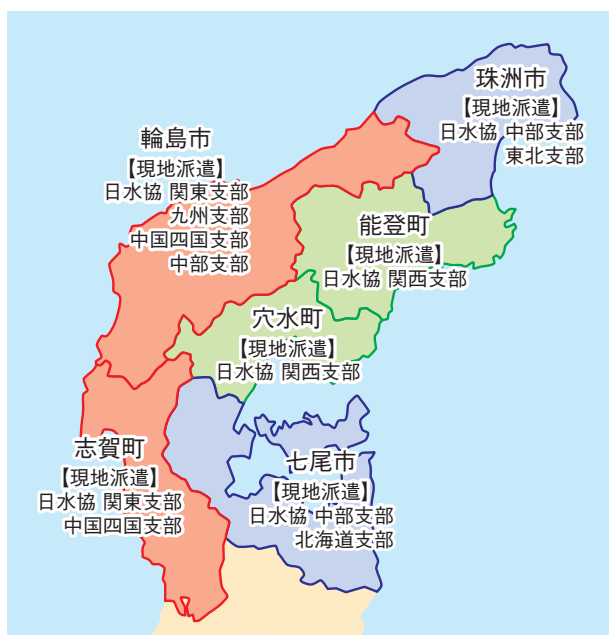 珠洲市
【現地派遣】
日水協 中部支部
東北支部
輪島市
【現地派遣】
日水協 関東支部
九州支部
中国四国支部
中部支部
能登町
【現地派遣】
日水協 関西支部
穴水町
【現地派遣】
日水協 関西支部
志賀町
【現地派遣】
日水協 関東支部
中国四国支部
七尾市
【現地派遣】
日水協 中部支部
北海道支部